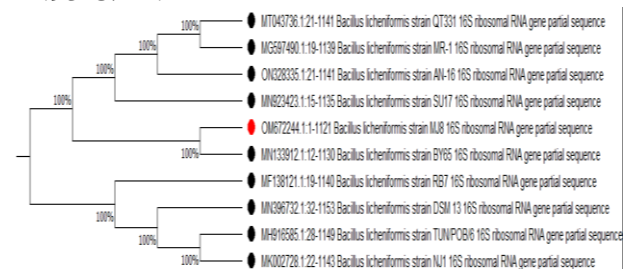 100%
MT043736.1:21-1141 Bacillus licheniformis strain QT331 16S ribosomal RNA gene partial sequence
100%
MG597490.1:19-1139 Bacillus licheniformis strain MR-1 16S ribosomal RNA gene partial sequence
100%
ON328335.1:21-1141 Bacillus licheniformis strain AN-16 16S ribosomal RNA gene partial sequence
100%
MN923423.1:15-1135 Bacillus licheniformis strain SU17 16S ribosomal RNA gene partial sequence
OM672244.1:1-1121 Bacillus licheniformis strain MJ8 16S ribosomal RNA gene partial sequence
100%
MN133912.1:12-1130 Bacillus licheniformis strain BY65 16S ribosomal RNA gene partial sequence
MF138121.1:19-1140 Bacillus licheniformis strain RB7 16S ribosomal RNA gene partial sequence
100%
MN396732.1:32-1153 Bacillus licheniformis strain DSM 13 16S ribosomal RNA gene partial sequence
100%
MH916585.1:28-1149 Bacillus licheniformis strain TUN/POB/6 16S ribosomal RNA gene partial sequence
100%
MK002728.1:22-1143 Bacillus licheniformis strain NJ1 16S ribosomal RNA gene partial sequence